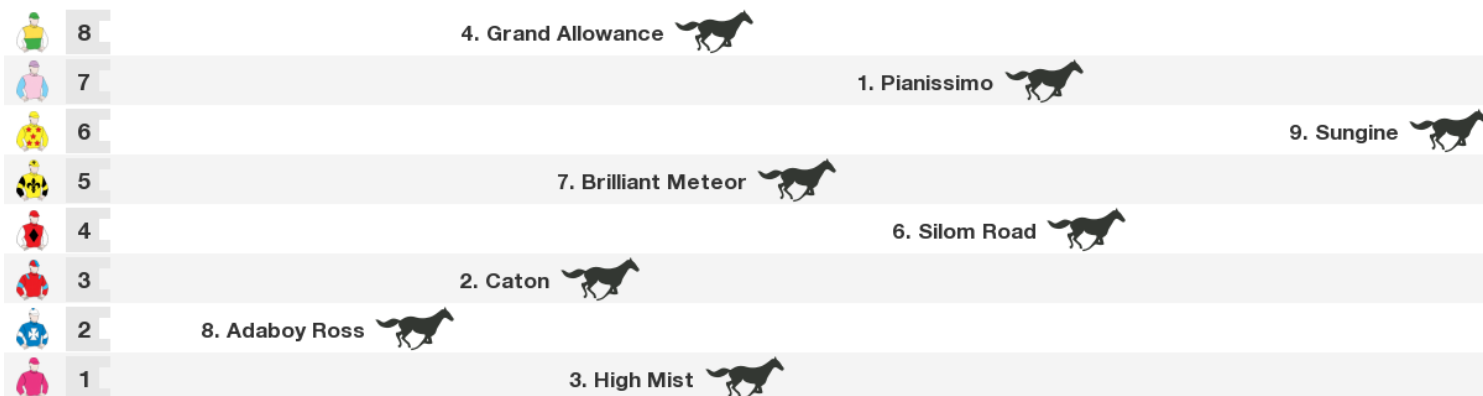 8 4. Grand Allowance
7 1. Pianissimo
6 9. Sungine
5 7. Brilliant Meteor
4 6. Silom Road
3 2. Caton
2 8. Adaboy Ross
1 3. High Mist